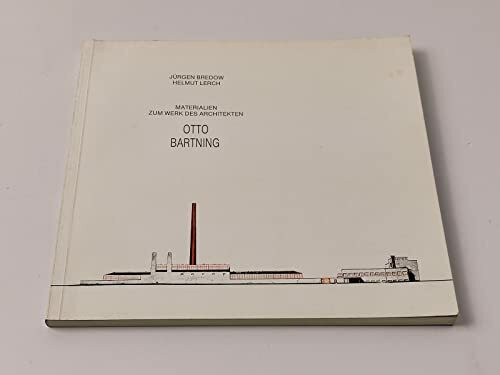 JÜRGEN BREDOW
HELMUT LERCH
MATERIALIEN
ZUM WERK DES ARCHITEKTEN
OTTO
BARTNING